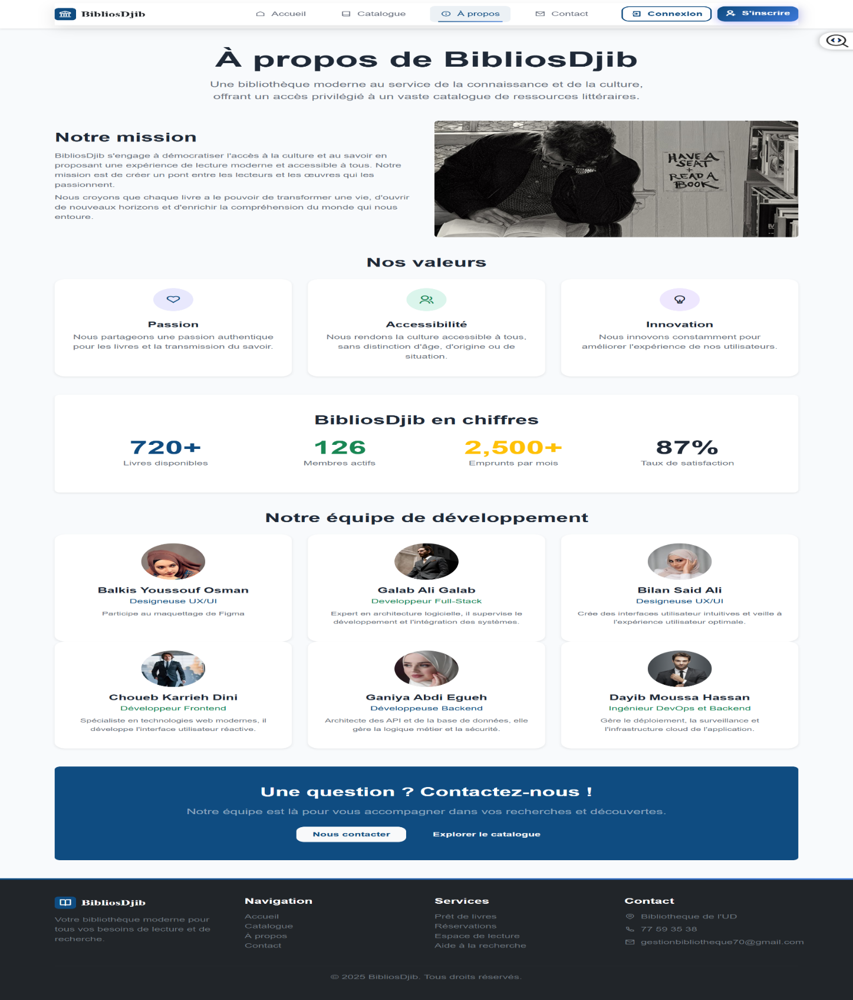 BibliosDjib
Accueil
Catalogue
À propos
Contact
Connexion
S'inscrire
À propos de BibliosDjib
Une bibliothèque moderne au service de la connaissance et de la culture,
offrant un accès privilégié à un vaste catalogue de ressources littéraires.
Notre mission
BibliosDjib s'engage à démocratiser l'accès à la culture et au savoir en
proposant une expérience de lecture moderne et accessible à tous. Notre
mission est de créer un pont entre les lecteurs et les œuvres qui les
passionnent.
Nous croyons que chaque livre a le pouvoir de transformer une vie, d'ouvrir
de nouveaux horizons et d'enrichir la compréhension du monde qui nous
entoure.
HAVE A
SEAT
+
READ A
BOOK
Nos valeurs
Passion
Nous partageons une passion authentique
pour les livres et la transmission du savoir.
Accessibilité
Nous rendons la culture accessible à tous,
sans distinction d'âge, d'origine ou de
situation.
Innovation
Nous innovons constamment pour
améliorer l'expérience de nos utilisateurs.
BibliosDjib en chiffres
720+
Livres disponibles
126
Membres actifs
2,500+
Emprunts par mois
87%
Taux de satisfaction
Notre équipe de développement
Balkis Youssouf Osman
Designeuse UX/UI
Participe au maquettage de Figma
Galab Ali Galab
Developpeur Full-Stack
Expert en architecture logicielle, il supervise le
développement et l'intégration des systèmes.
Bilan Said Ali
Designeuse UX/UI
Crée des interfaces utilisateur intuitives et veille à
l'expérience utilisateur optimale.
Choueb Karrieh Dini
Développeur Frontend
Spécialiste en technologies web modernes, il
développe l'interface utilisateur réactive.
Ganiya Abdi Egueh
Développeuse Backend
Architecte des API et de la base de données, elle
gère la logique métier et la sécurité.
Dayib Moussa Hassan
Ingénieur DevOps et Backend
Gère le déploiement, la surveillance et
l'infrastructure cloud de l'application.
Une question ? Contactez-nous !
Notre équipe est là pour vous accompagner dans vos recherches et découvertes.
Nous contacter
Explorer le catalogue
BibliosDjib
Votre bibliothèque moderne pour
tous vos besoins de lecture et de
recherche.
Navigation
Accueil
Catalogue
À propos
Contact
Services
Prêt de livres
Réservations
Espace de lecture
Aide à la recherche
Contact
Bibliotheque de l'UD
77 59 35 38
gestionbibliotheque70@gmail.com
© 2025 BibliosDjib. Tous droits réservés.